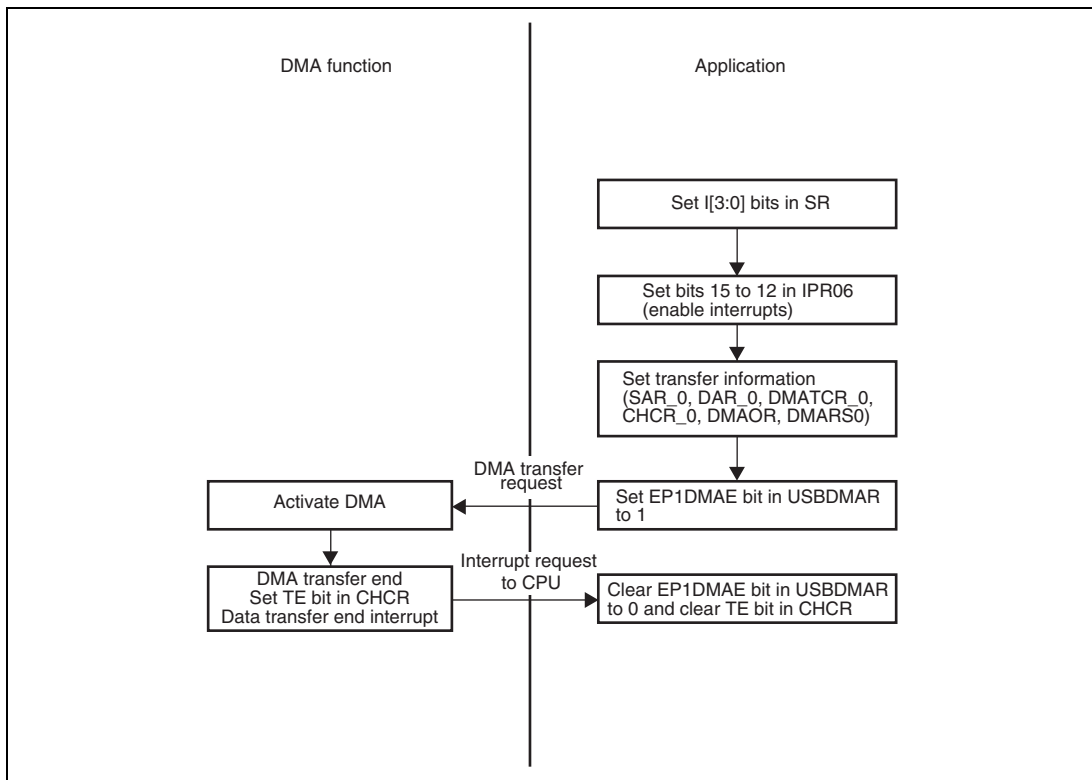 DMA function
Application
Set I[3:0] bits in SR
Set bits 15 to 12 in IPR06
(enable interrupts)
Set transfer information
(SAR_0, DAR_0, DMATCR_0,
CHCR_0, DMAOR, DMARS0)
DMA transfer
request
Activate DMA
Set EP1DMAE bit in USBDMAR
to 1
Interrupt request
to CPU
DMA transfer end
Set TE bit in CHCR
Data transfer end interrupt
Clear EP1DMAE bit in USBDMAR
to 0 and clear TE bit in CHCR